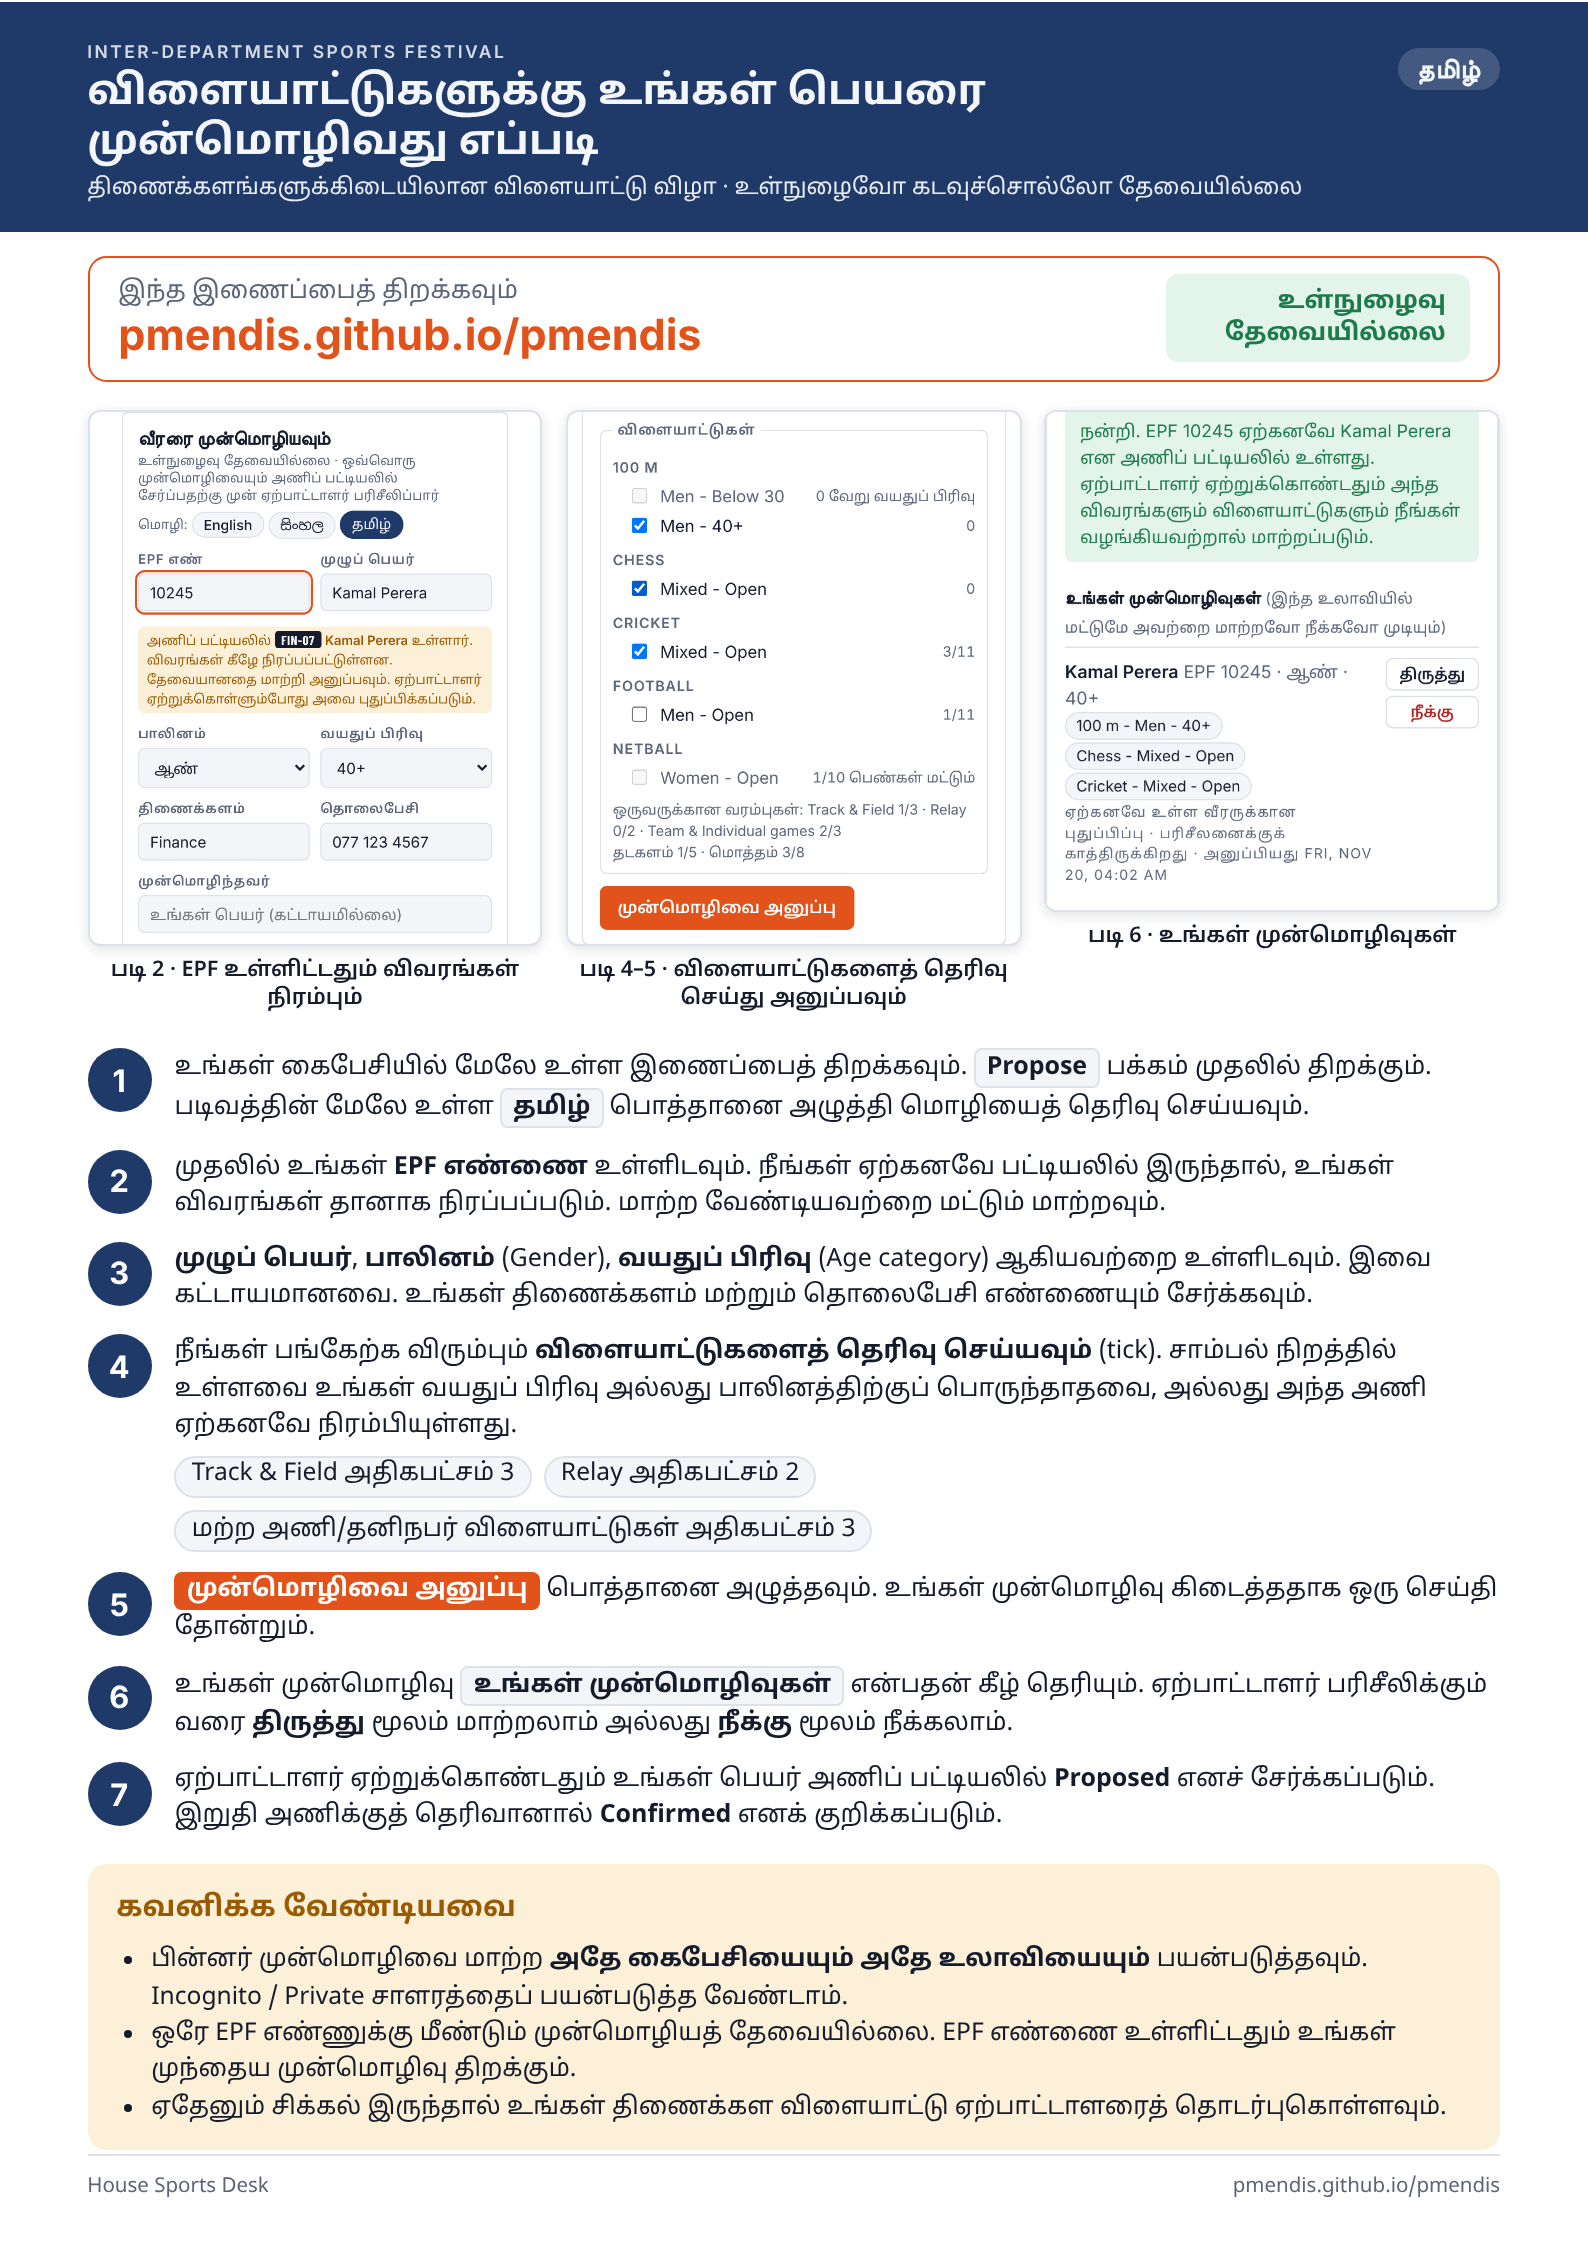 INTER-DEPARTMENT SPORTS FESTIVAL
விளையாட்டுகளுக்கு உங்கள் பெயரை
முன்மொழிவது எப்படி
திணைக்களங்களுக்கிடையிலான விளையாட்டு விழா · உள்நுழைவோ கடவுச்சொல்லோ தேவையில்லை
தமிழ்
இந்த இணைப்பைத் திறக்கவும்
pmendis.github.io/pmendis
உள்நுழைவு
தேவையில்லை
வீரரை முன்மொழியவும்
உள்நுழைவு தேவையில்லை · ஒவ்வொரு
முன்மொழிவையும் அணிப் பட்டியலில்
சேர்ப்பதற்கு முன் ஏற்பாட்டாளர் பரிசீலிப்பார்
மொழி: English සිංහල தமிழ்
EPF எண் முழுப் பெயர்
10245 Kamal Perera
அணிப் பட்டியலில் FIN-07 Kamal Perera உள்ளார்.
விவரங்கள் கீழே நிரப்பப்பட்டுள்ளன.
தேவையானதை மாற்றி அனுப்பவும். ஏற்பாட்டாளர்
ஏற்றுக்கொள்ளும்போது அவை புதுப்பிக்கப்படும்.
பாலினம் வயதுப் பிரிவு
ஆண் 40+
திணைக்களம் தொலைபேசி
Finance 077 123 4567
முன்மொழிந்தவர்
உங்கள் பெயர் (கட்டாயமில்லை)
படி 2 · EPF உள்ளிட்டதும் விவரங்கள்
நிரம்பும்
விளையாட்டுகள்
100 M
Men - Below 30 0 வேறு வயதுப் பிரிவு
Men - 40+ 0
CHESS
Mixed - Open 0
CRICKET
Mixed - Open 3/11
FOOTBALL
Men - Open 1/11
NETBALL
Women - Open 1/10 பெண்கள் மட்டும்
ஒருவருக்கான வரம்புகள்: Track & Field 1/3 · Relay
0/2 · Team & Individual games 2/3
தடகளம் 1/5 · மொத்தம் 3/8
முன்மொழிவை அனுப்பு
படி 4–5 · விளையாட்டுகளைத் தெரிவு
செய்து அனுப்பவும்
நன்றி. EPF 10245 ஏற்கனவே Kamal Perera
என அணிப் பட்டியலில் உள்ளது.
ஏற்பாட்டாளர் ஏற்றுக்கொண்டதும் அந்த
விவரங்களும் விளையாட்டுகளும் நீங்கள்
வழங்கியவற்றால் மாற்றப்படும்.
உங்கள் முன்மொழிவுகள் (இந்த உலாவியில்
மட்டுமே அவற்றை மாற்றவோ நீக்கவோ முடியும்)
Kamal Perera EPF 10245 · ஆண் ·
40+
திருத்து
நீக்கு
100 m - Men - 40+
Chess - Mixed - Open
Cricket - Mixed - Open
ஏற்கனவே உள்ள வீரருக்கான
புதுப்பிப்பு · பரிசீலனைக்குக்
காத்திருக்கிறது · அனுப்பியது FRI, NOV
20, 04:02 AM
படி 6 · உங்கள் முன்மொழிவுகள்
1 உங்கள் கைபேசியில் மேலே உள்ள இணைப்பைத் திறக்கவும். Propose பக்கம் முதலில் திறக்கும்.
படிவத்தின் மேலே உள்ள தமிழ் பொத்தானை அழுத்தி மொழியைத் தெரிவு செய்யவும்.
2 முதலில் உங்கள் EPF எண்ணை உள்ளிடவும். நீங்கள் ஏற்கனவே பட்டியலில் இருந்தால், உங்கள்
விவரங்கள் தானாக நிரப்பப்படும். மாற்ற வேண்டியவற்றை மட்டும் மாற்றவும்.
3 முழுப் பெயர், பாலினம் (Gender), வயதுப் பிரிவு (Age category) ஆகியவற்றை உள்ளிடவும். இவை
கட்டாயமானவை. உங்கள் திணைக்களம் மற்றும் தொலைபேசி எண்ணையும் சேர்க்கவும்.
4 நீங்கள் பங்கேற்க விரும்பும் விளையாட்டுகளைத் தெரிவு செய்யவும் (tick). சாம்பல் நிறத்தில்
உள்ளவை உங்கள் வயதுப் பிரிவு அல்லது பாலினத்திற்குப் பொருந்தாதவை, அல்லது அந்த அணி
ஏற்கனவே நிரம்பியுள்ளது.
Track & Field அதிகபட்சம் 3 Relay அதிகபட்சம் 2
மற்ற அணி/தனிநபர் விளையாட்டுகள் அதிகபட்சம் 3
5 முன்மொழிவை அனுப்பு பொத்தானை அழுத்தவும். உங்கள் முன்மொழிவு கிடைத்ததாக ஒரு செய்தி
தோன்றும்.
6 உங்கள் முன்மொழிவு உங்கள் முன்மொழிவுகள் என்பதன் கீழ் தெரியும். ஏற்பாட்டாளர் பரிசீலிக்கும்
வரை திருத்து மூலம் மாற்றலாம் அல்லது நீக்கு மூலம் நீக்கலாம்.
7 ஏற்பாட்டாளர் ஏற்றுக்கொண்டதும் உங்கள் பெயர் அணிப் பட்டியலில் Proposed எனச் சேர்க்கப்படும்.
இறுதி அணிக்குத் தெரிவானால் Confirmed எனக் குறிக்கப்படும்.
கவனிக்க வேண்டியவை
• பின்னர் முன்மொழிவை மாற்ற அதே கைபேசியையும் அதே உலாவியையும் பயன்படுத்தவும்.
Incognito / Private சாளரத்தைப் பயன்படுத்த வேண்டாம்.
• ஒரே EPF எண்ணுக்கு மீண்டும் முன்மொழியத் தேவையில்லை. EPF எண்ணை உள்ளிட்டதும் உங்கள்
முந்தைய முன்மொழிவு திறக்கும்.
• ஏதேனும் சிக்கல் இருந்தால் உங்கள் திணைக்கள விளையாட்டு ஏற்பாட்டாளரைத் தொடர்புகொள்ளவும்.
House Sports Desk pmendis.github.io/pmendis